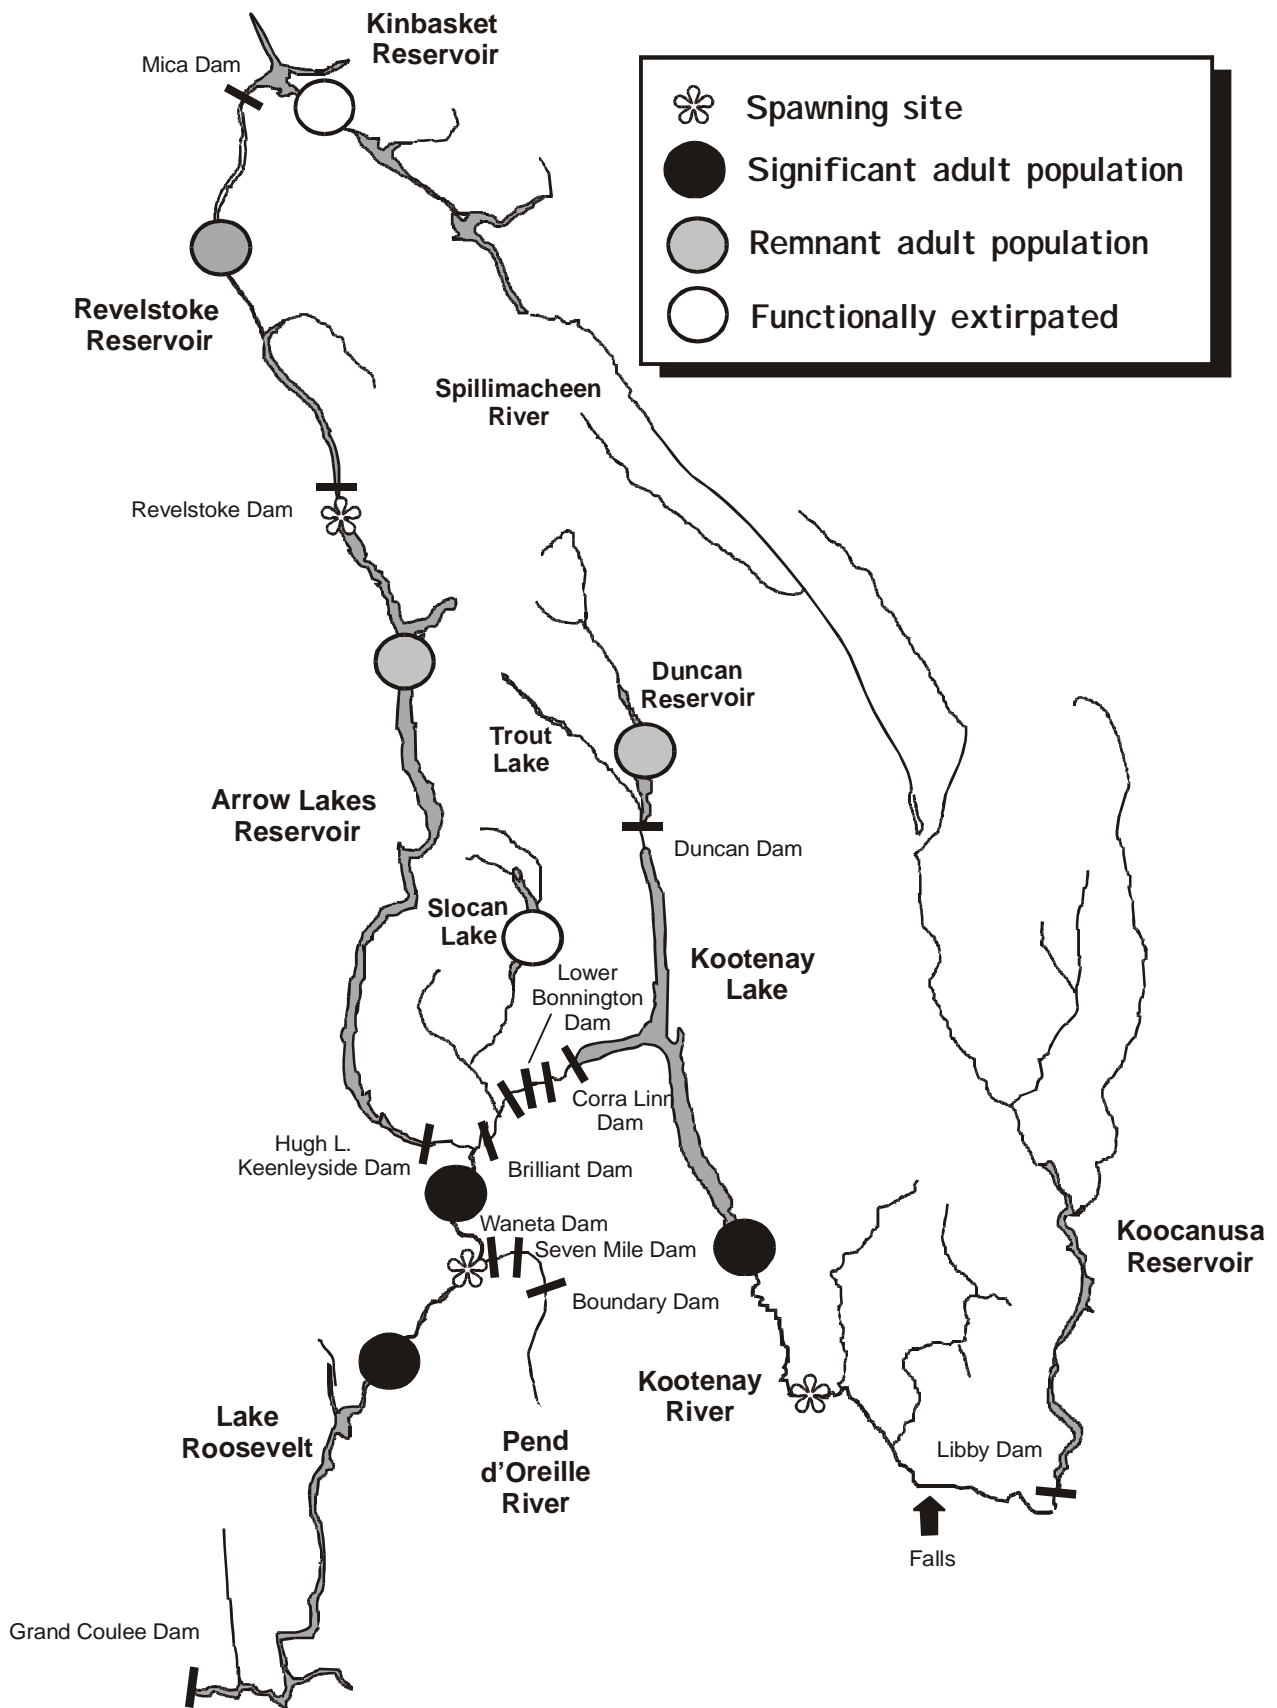 Kinbasket
Reservoir
Mica Dam
Spawning site
Significant adult population
Remnant adult population
Functionally extirpated
Revelstoke
Reservoir
Spillimacheen
River
Revelstoke Dam
Duncan
Reservoir
Trout
Lake
Arrow Lakes
Reservoir
Duncan Dam
Slocan
Lake
Lower
Bonnington
Dam
Kootenay
Lake
Corra Linn
Dam
Hugh L.
Keenleyside Dam
Brilliant Dam
Waneta Dam
Seven Mile Dam
Boundary Dam
Koocanusa
Reservoir
Kootenay
River
Lake
Roosevelt
Pend
d'Oreille
River
Libby Dam
Falls
Grand Coulee Dam